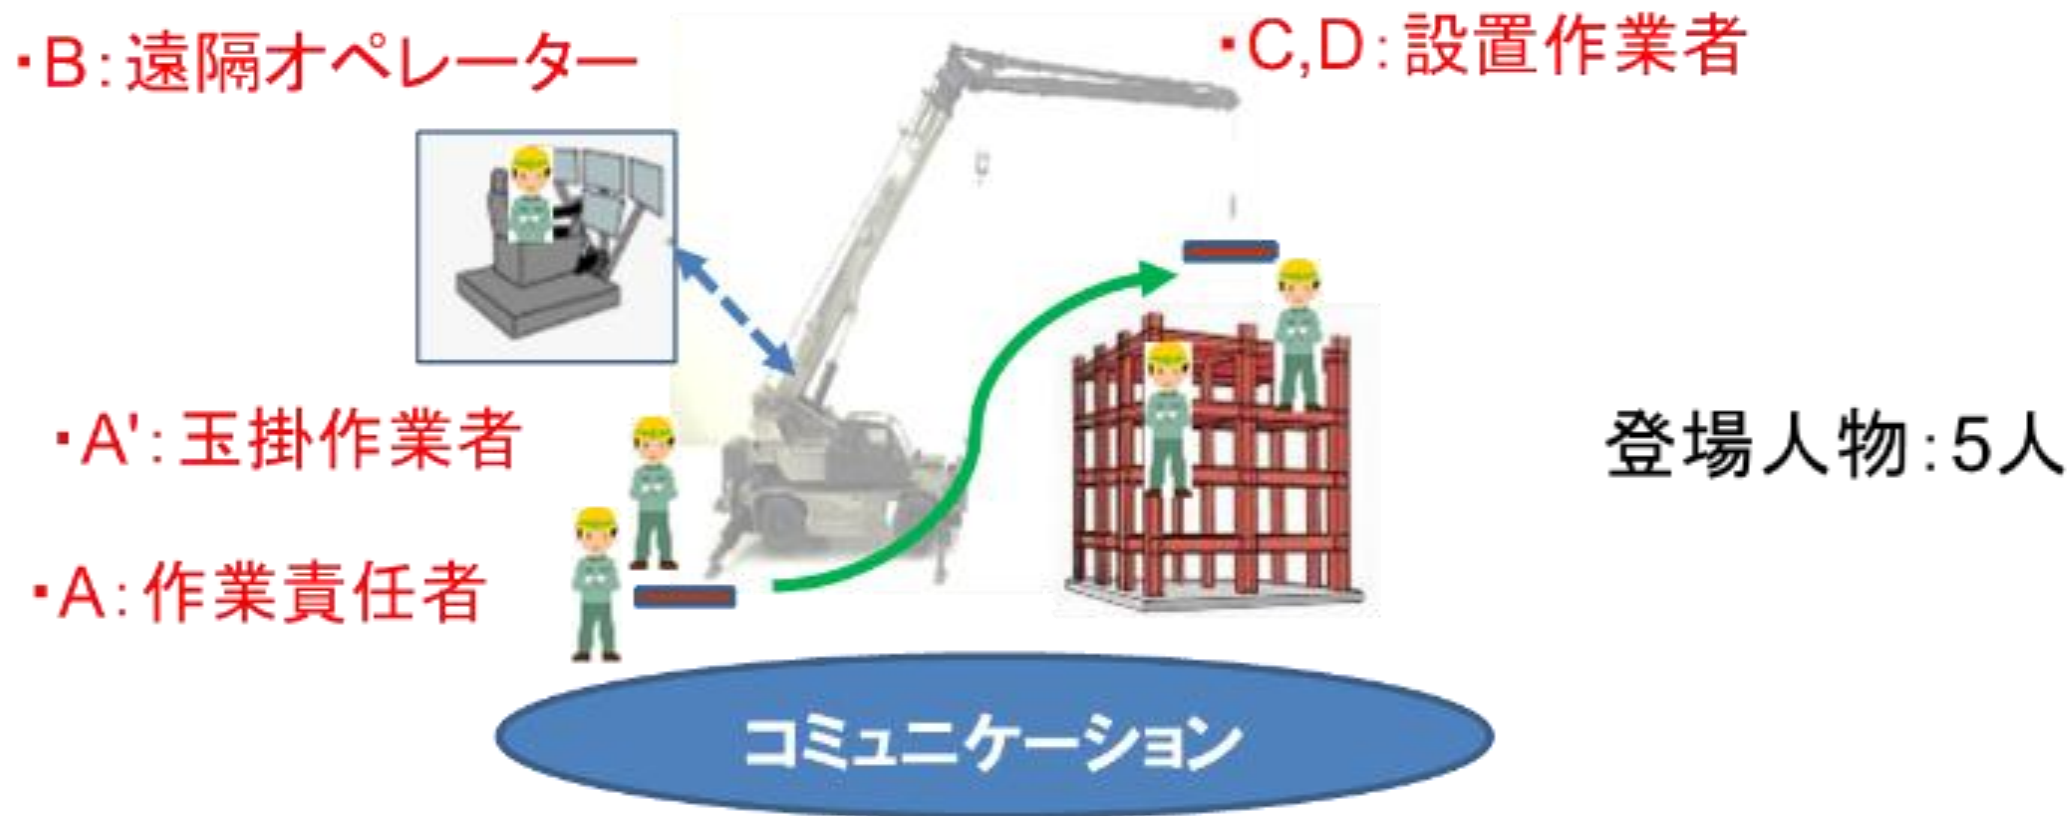 ・B：遠隔オペレーター
・C,D：設置作業者
・A'：玉掛作業者
登場人物：5人
・A：作業責任者
コミュニケーション